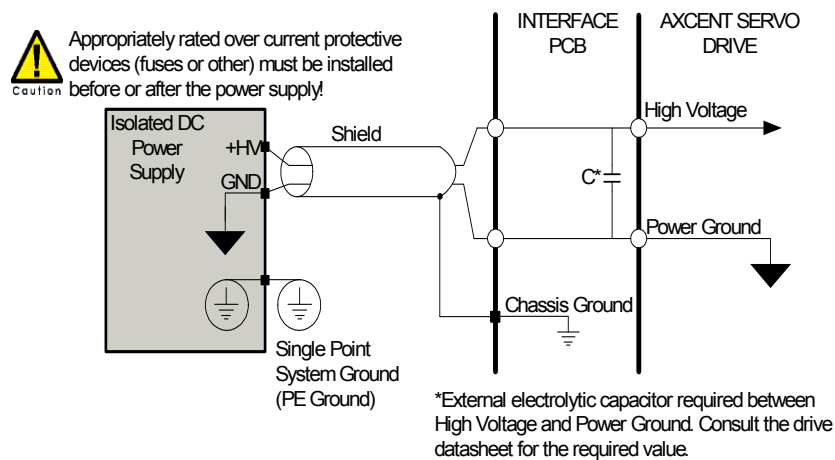 INTERFACE
PCB
AXCENT SERVO
DRIVE
Caution
Appropriately rated over current protective
devices (fuses or other) must be installed
before or after the power supply!
Isolated DC
Power
Supply
+HV
GND
Shield
High Voltage
C*
Power Ground
Chassis Ground
Single Point
System Ground
(PE Ground)
*External electrolytic capacitor required between
High Voltage and Power Ground. Consult the drive
datasheet for the required value.